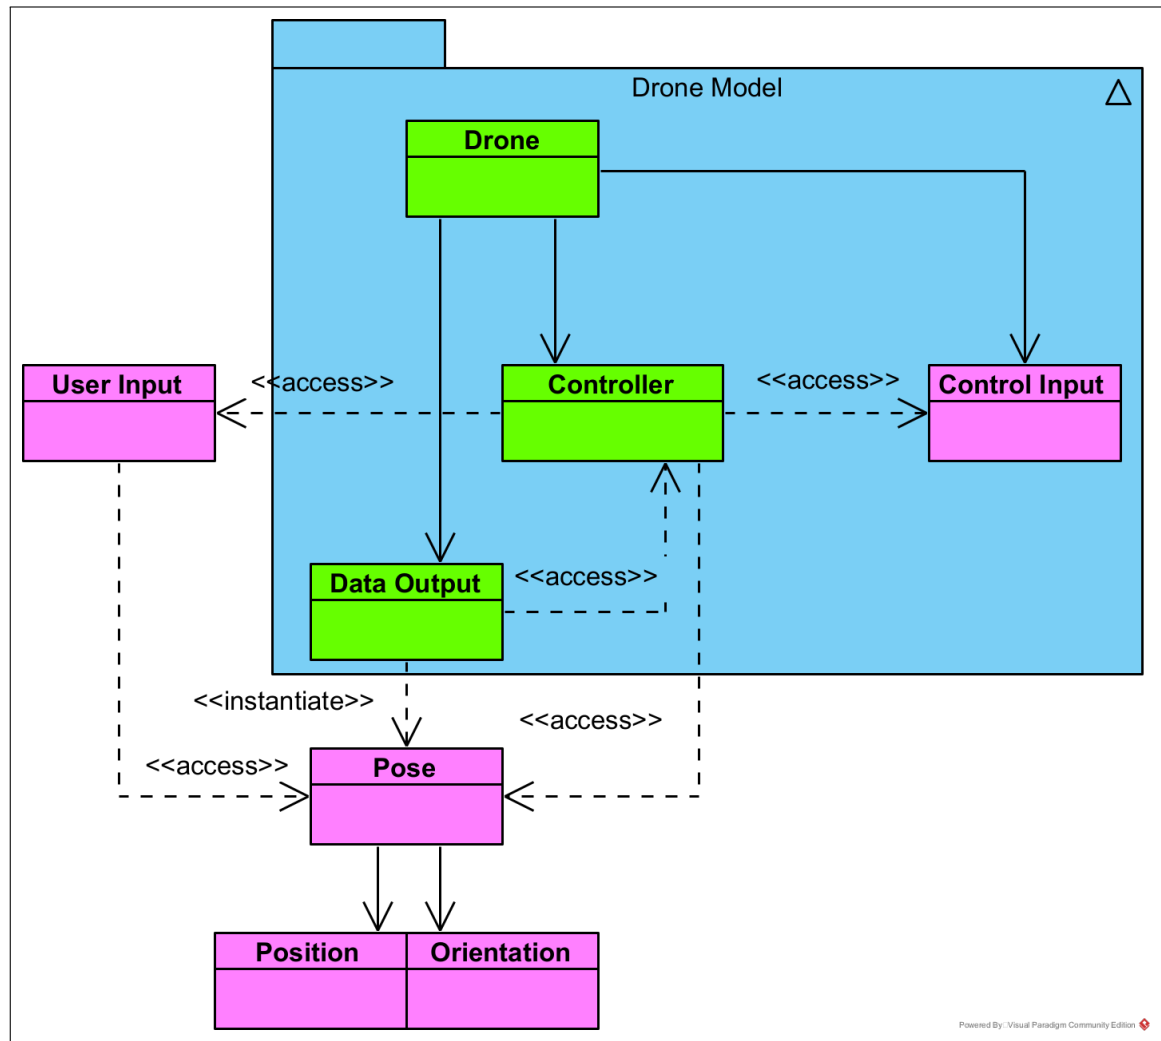 Drone Model
Drone
User Input
<<access>>
Controller
<<access>>
Control Input
Data Output
<<access>>
<<instantiate>>
<<access>>
<<access>>
Pose
Position
Orientation
Powered By Visual Paradigm Community Edition